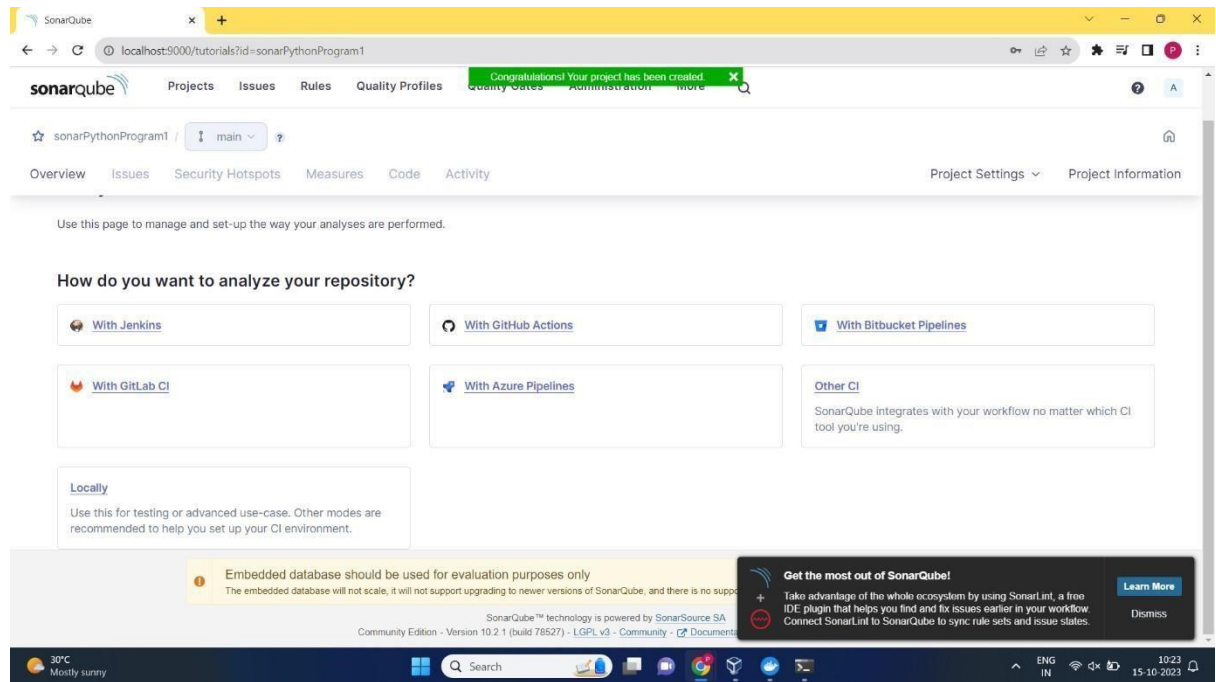 SonarQube
localhost:9000/tutorials?id=sonarPythonProgram1
P
sonarqube Projects Issues Rules Quality Profiles Quality Gates Administration More A
Congratulations! Your project has been created. X
sonarPythonProgram1 / main ?
Overview Issues Security Hotspots Measures Code Activity Project Settings Project Information
Use this page to manage and set-up the way your analyses are performed.
How do you want to analyze your repository?
With Jenkins
With GitHub Actions
With Bitbucket Pipelines
With GitLab CI
With Azure Pipelines
Other CI
SonarQube integrates with your workflow no matter which CI
tool you're using.
Locally
Use this for testing or advanced use-case. Other modes are
recommended to help you set up your CI environment.
Embedded database should be used for evaluation purposes only
The embedded database will not scale, it will not support upgrading to newer versions of SonarQube, and there is no suppo
SonarQube™ technology is powered by SonarSource SA
Community Edition - Version 10.2.1 (build 78527) - LGPL v3 - Community - Documenta
Get the most out of SonarQube!
Take advantage of the whole ecosystem by using SonarLint, a free
IDE plugin that helps you find and fix issues earlier in your workflow.
Connect SonarLint to SonarQube to sync rule sets and issue states.
Learn More
Dismiss
30°C
Mostly sunny
Search
ENG
IN
10:23
15-10-2023